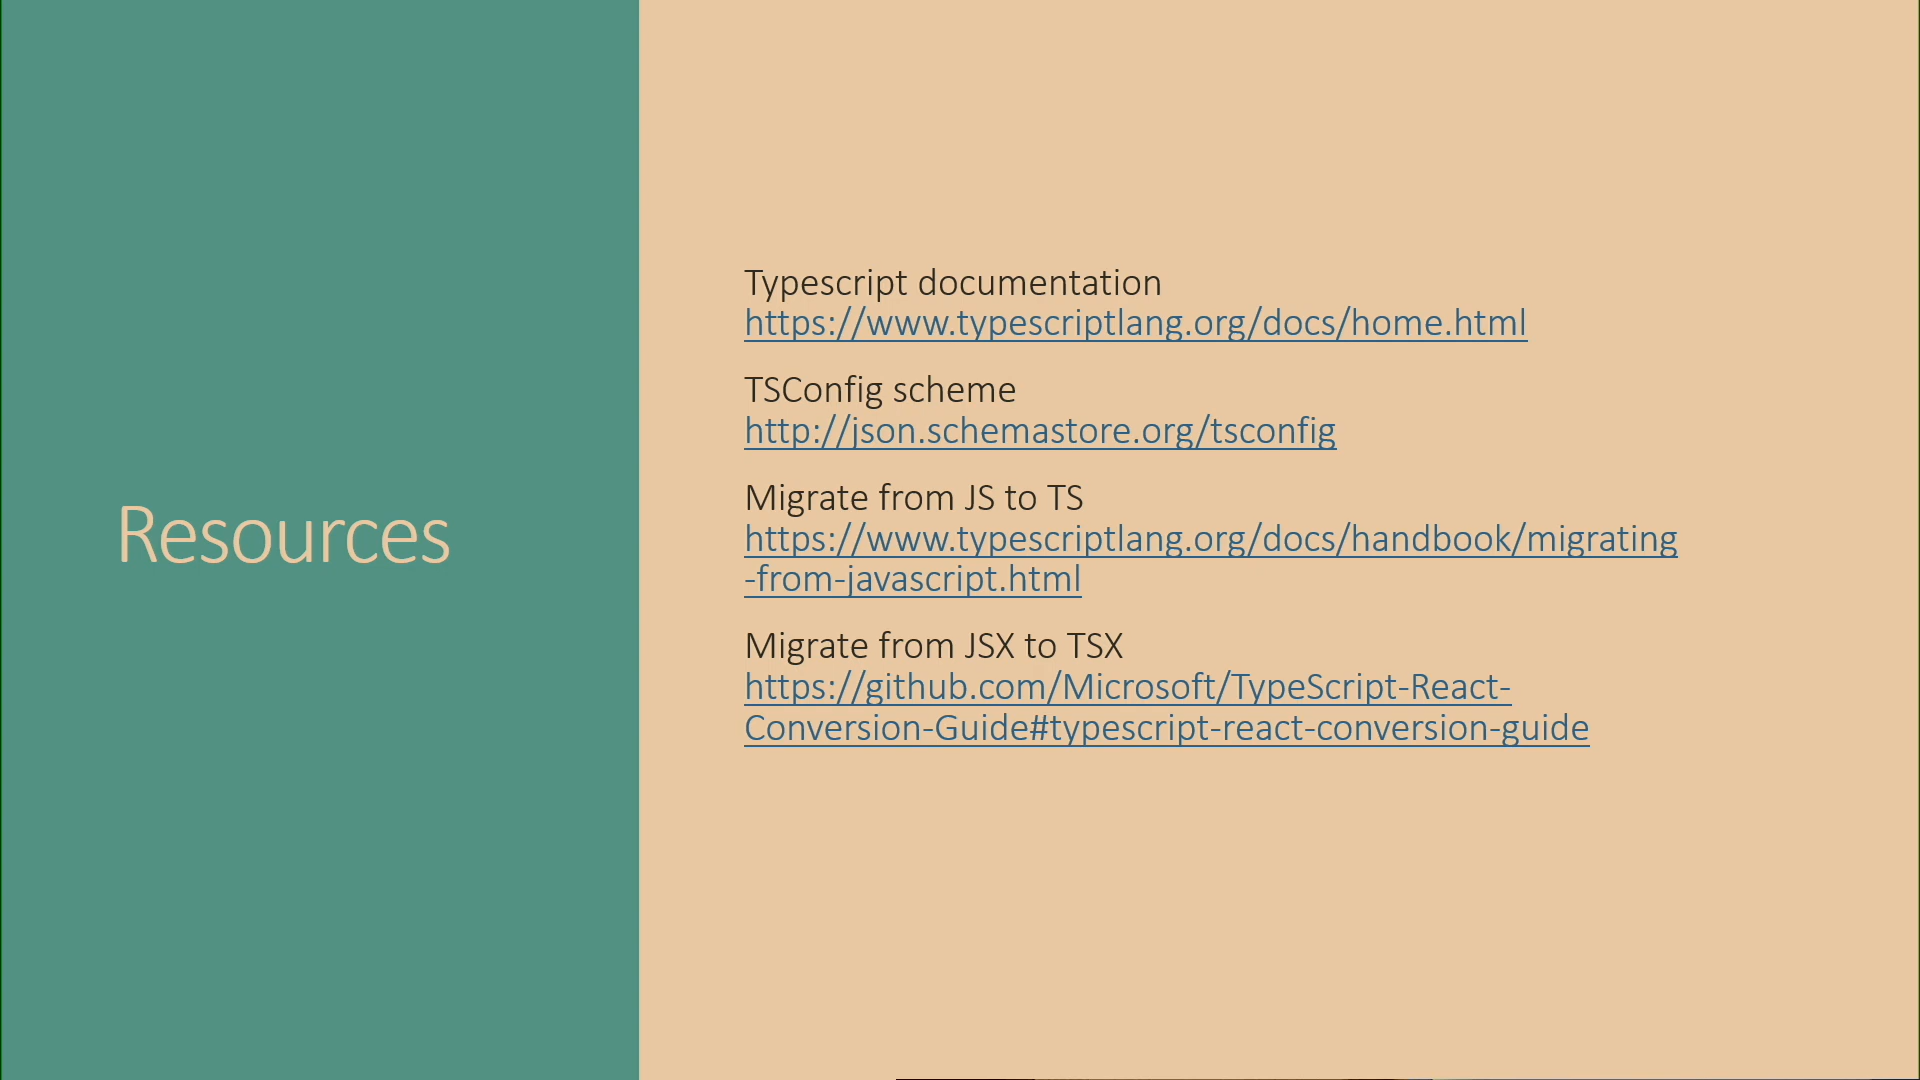 Resources
Typescript documentation
https://www.typescriptlang.org/docs/home.html
TSConfig scheme
http://json.schemastore.org/tsconfig
Migrate from JS to TS
https://www.typescriptlang.org/docs/handbook/migrating
-from-javascript.html
Migrate from JSX to TSX
https://github.com/Microsoft/TypeScript-React-
Conversion-Guide#typescript-react-conversion-guide